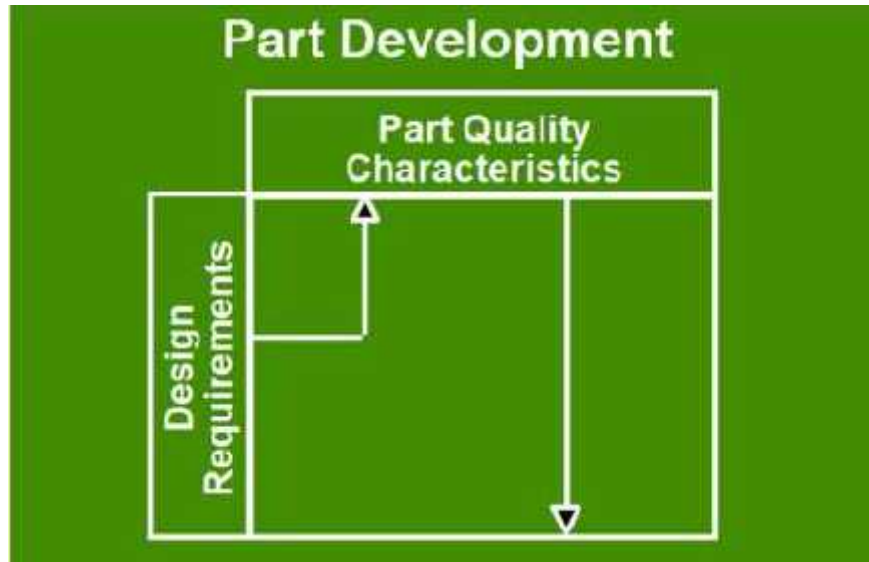 Part Development
Part Quality
Characteristics
Design
Requirements